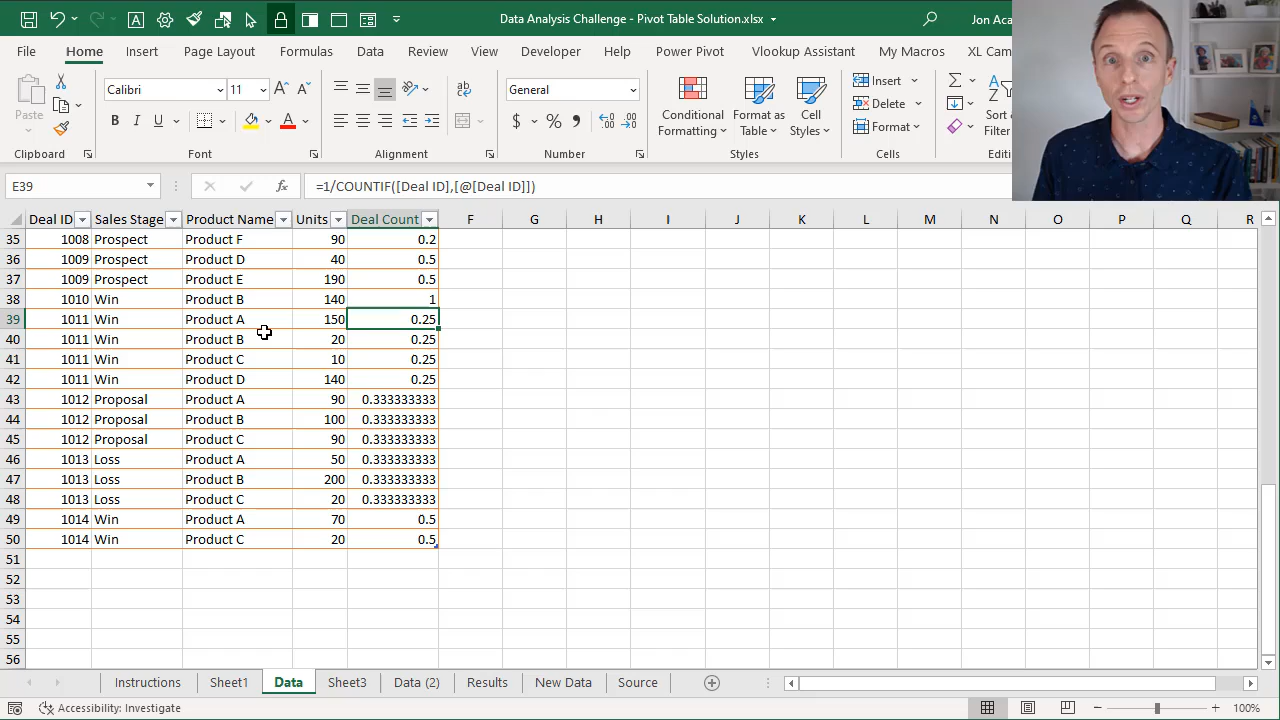 Data Analysis Challenge - Pivot Table Solution.xlsx
Jon Aca
File Home Insert Page Layout Formulas Data Review View Developer Help Power Pivot Vlookup Assistant My Macros XL Cam
Paste
Calibri 11
B I U
ab
General
$ % 9
Conditional Formatting
Format as Table
Cell Styles
Insert
Delete
Format
Sort
Filter
Clipboard Font Alignment Number Styles Cells Editi
E39 fx =1/COUNTIF([Deal ID],[@[Deal ID]])
Deal ID Sales Stage Product Name Units Deal Count F G H I J K L M N O P Q R
35 1008 Prospect Product F 90 0.2
36 1009 Prospect Product D 40 0.5
37 1009 Prospect Product E 190 0.5
38 1010 Win Product B 140 1
39 1011 Win Product A 150 0.25
40 1011 Win Product B 20 0.25
41 1011 Win Product C 10 0.25
42 1011 Win Product D 140 0.25
43 1012 Proposal Product A 90 0.333333333
44 1012 Proposal Product B 100 0.333333333
45 1012 Proposal Product C 90 0.333333333
46 1013 Loss Product A 50 0.333333333
47 1013 Loss Product B 200 0.333333333
48 1013 Loss Product C 20 0.333333333
49 1014 Win Product A 70 0.5
50 1014 Win Product C 20 0.5
51
52
53
54
55
56
Instructions Sheet1 Data Sheet3 Data (2) Results New Data Source
Accessibility: Investigate
100%